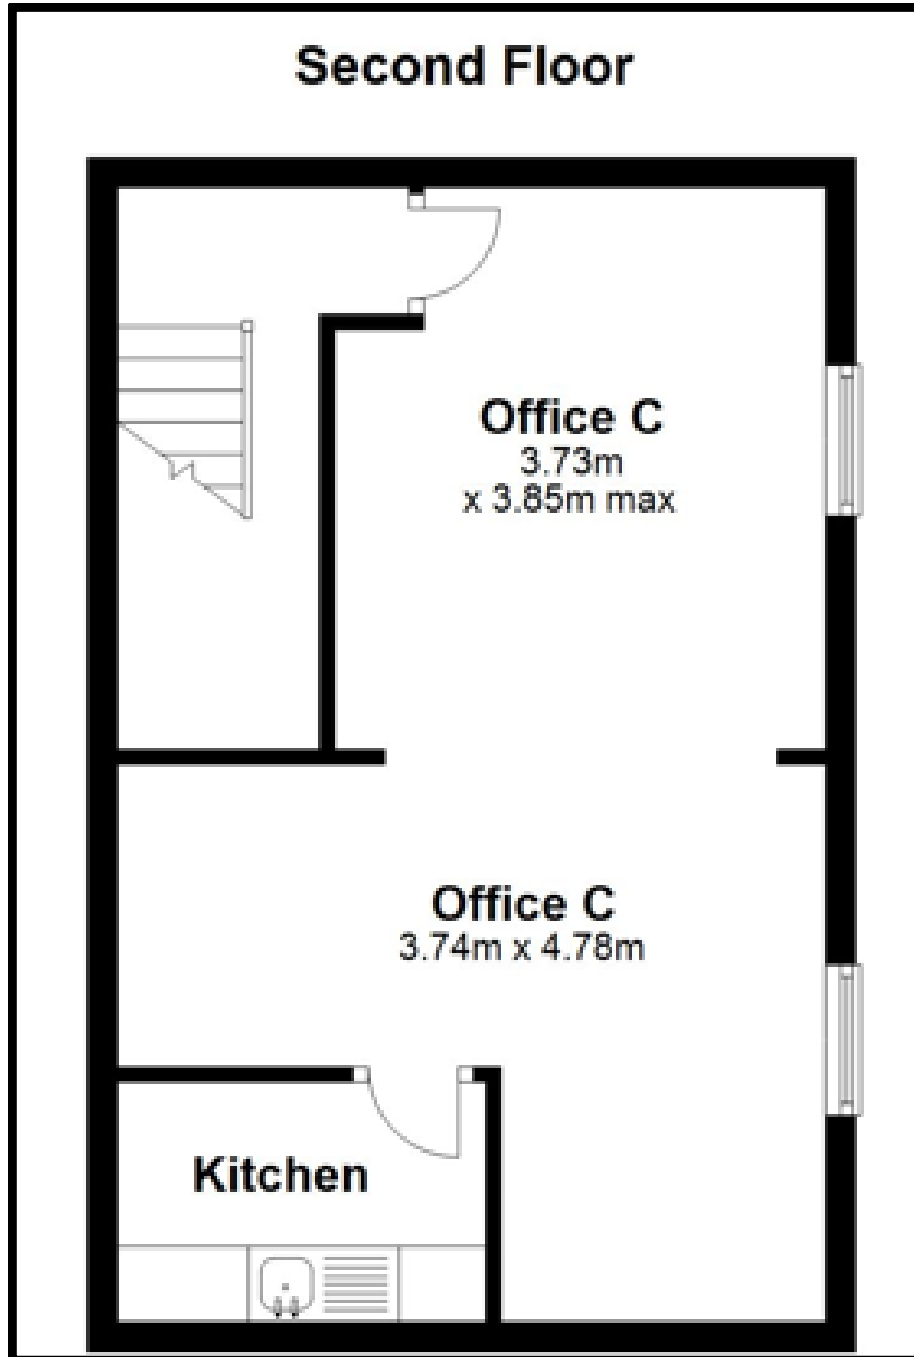 Second Floor
Office C
3.73m
x 3.85m max
Office C
3.74m x 4.78m
Kitchen